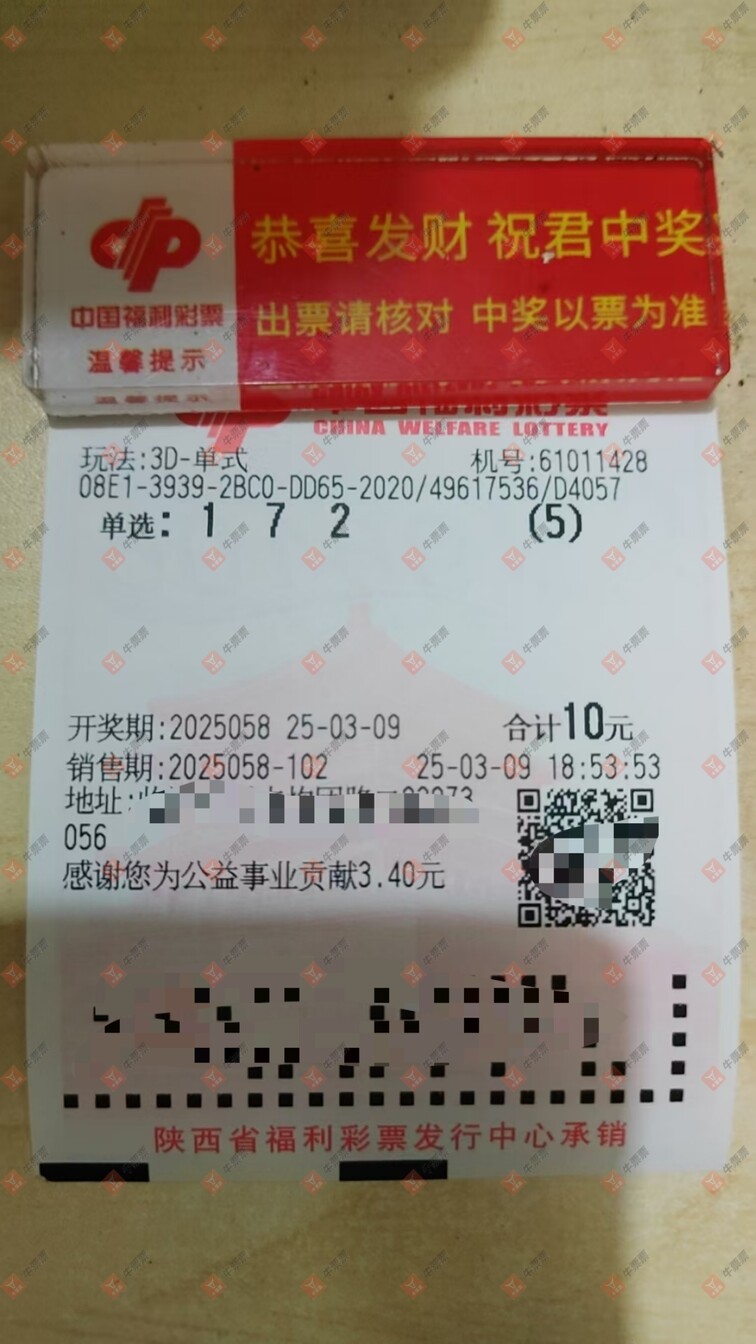 恭喜发财 祝君中奖
中国福利彩票
出票请核对 中奖以票为准
温馨提示
CHINA WELFARE LOTTERY
玩法:3D-单式 机号:61011428
08E1-3939-2BC0-DD65-2020/49617536/D4057
单选: 1 7 2 (5)
开奖期:2025058 25-03-09 合计10元
销售期:2025058-102 25-03-09 18:53:53
地址:
056
感谢您为公益事业贡献3.40元
陕西省福利彩票发行中心承销